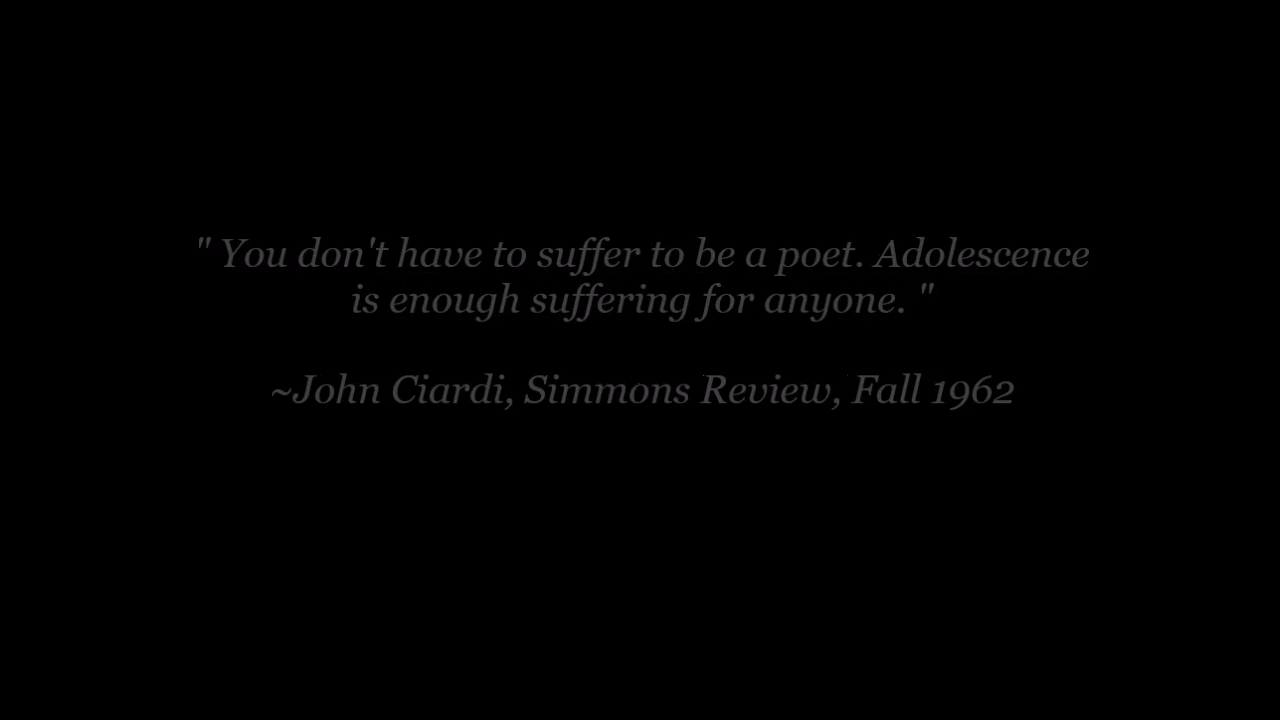 " You don't have to suffer to be a poet. Adolescence
is enough suffering for anyone. "
~John Ciardi, Simmons Review, Fall 1962